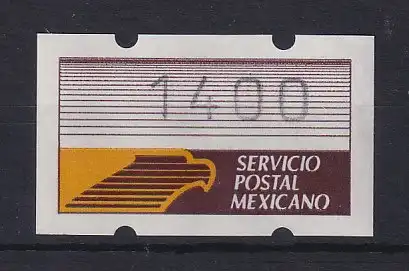 1400
SERVICIO
POSTAL
MEXICANO